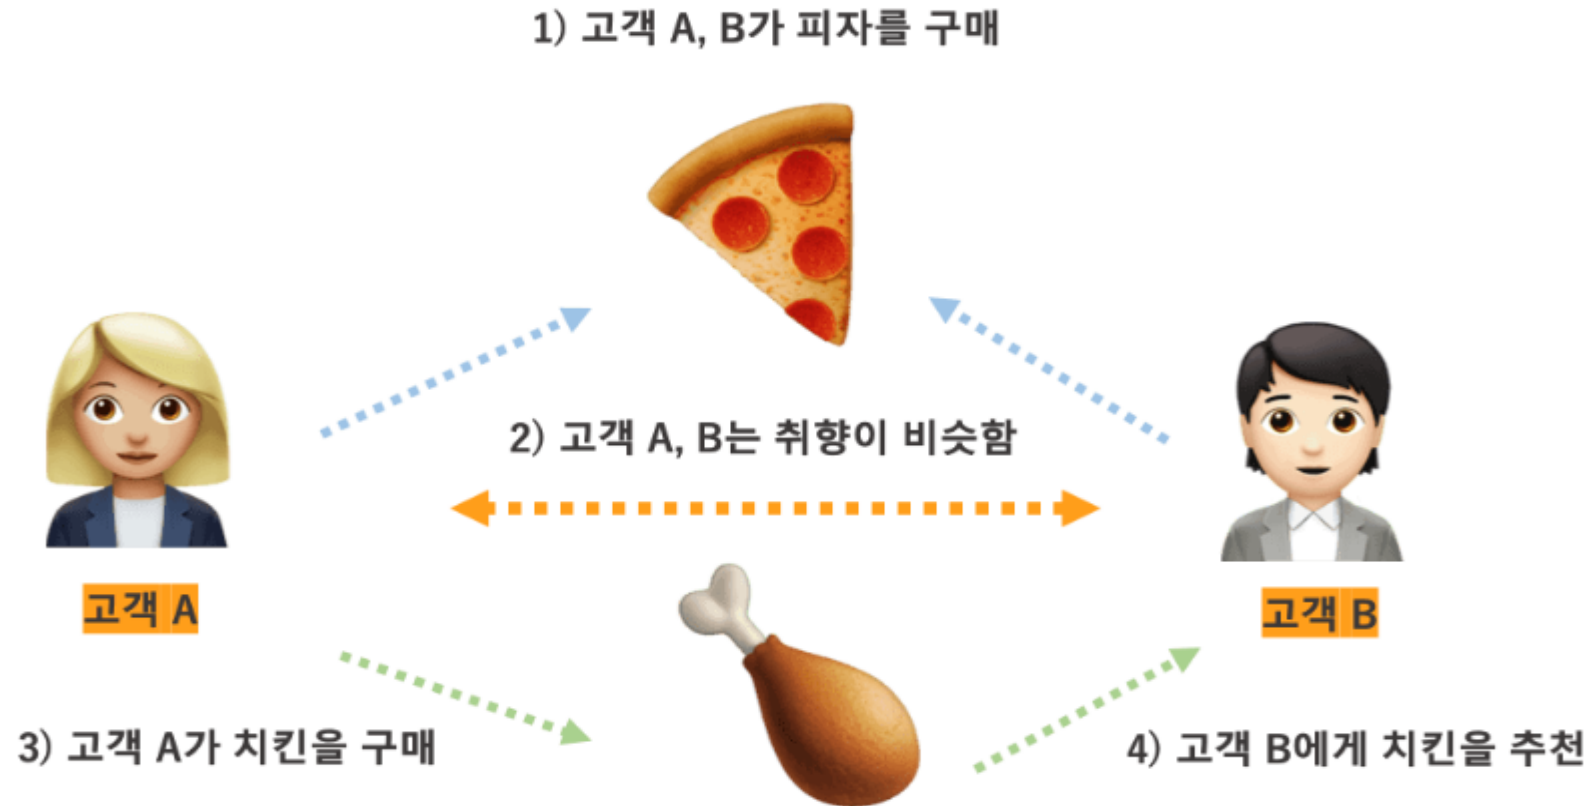 1) 고객 A, B가 피자를 구매
2) 고객 A, B는 취향이 비슷함
고객 A
고객 B
3) 고객 A가 치킨을 구매
4) 고객 B에게 치킨을 추천